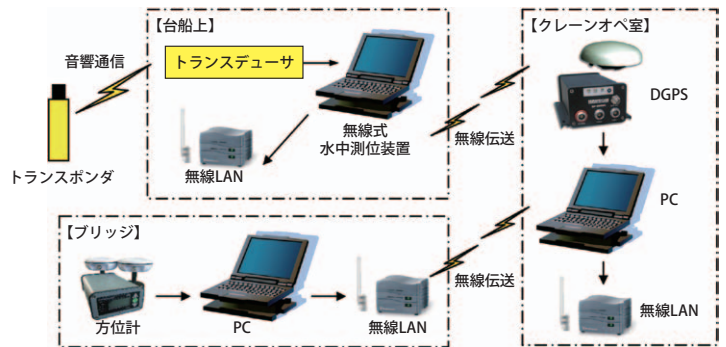 【台船上】
音響通信
トランスデューサ
トランスポンダ
無線LAN
無線式
水中測位装置
無線伝送
【クレーンオペ室】
DGPS
PC
無線LAN
【ブリッジ】
方位計
PC
無線LAN
無線伝送